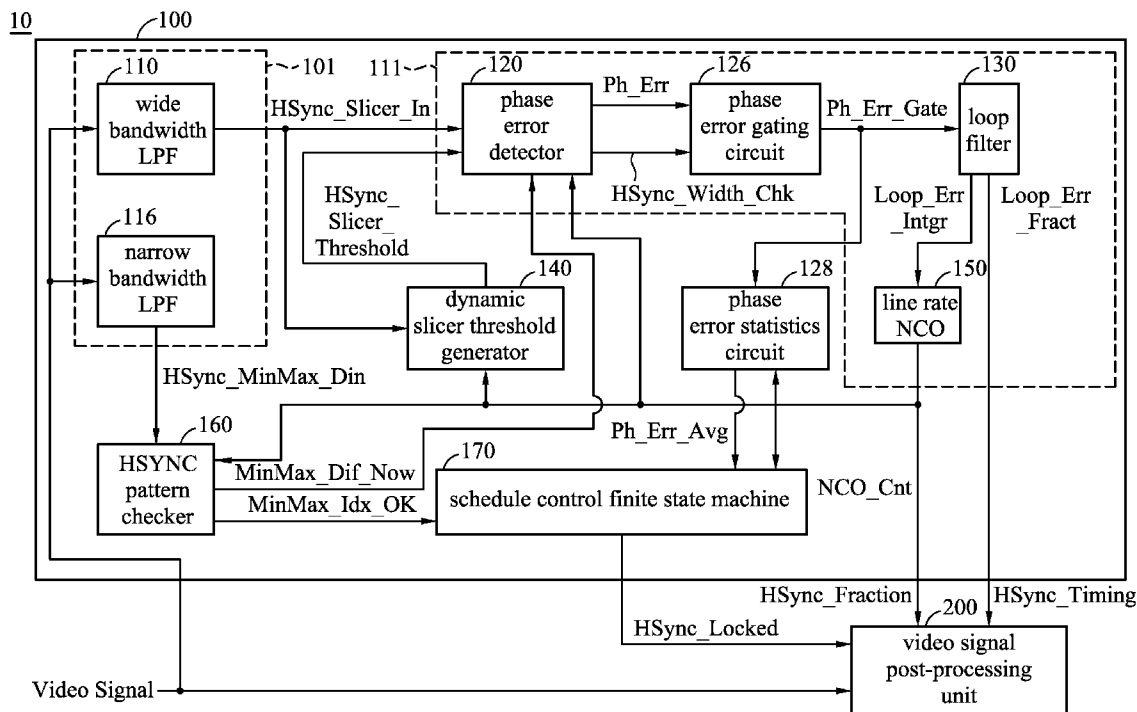 10
100
110
wide
bandwidth
LPF
101
HSync_Slicer_In
111
120
phase
error
detector
Ph_Err
126
phase
error gating
circuit
Ph_Err_Gate
130
loop
filter
HSync_Width_Chk
HSync_
Slicer_
Threshold
Loop_Err
_Intgr
Loop_Err
_Fract
116
narrow
bandwidth
LPF
140
dynamic
slicer threshold
generator
128
phase
error statistics
circuit
150
line rate
NCO
HSync_MinMax_Din
160
HSYNC
pattern
checker
MinMax_Dif_Now
MinMax_Idx_OK
Ph_Err_Avg
170
schedule control finite state machine
NCO_Cnt
HSync_Fraction
HSync_Timing
HSync_Locked
200
video signal
post-processing
unit
Video Signal